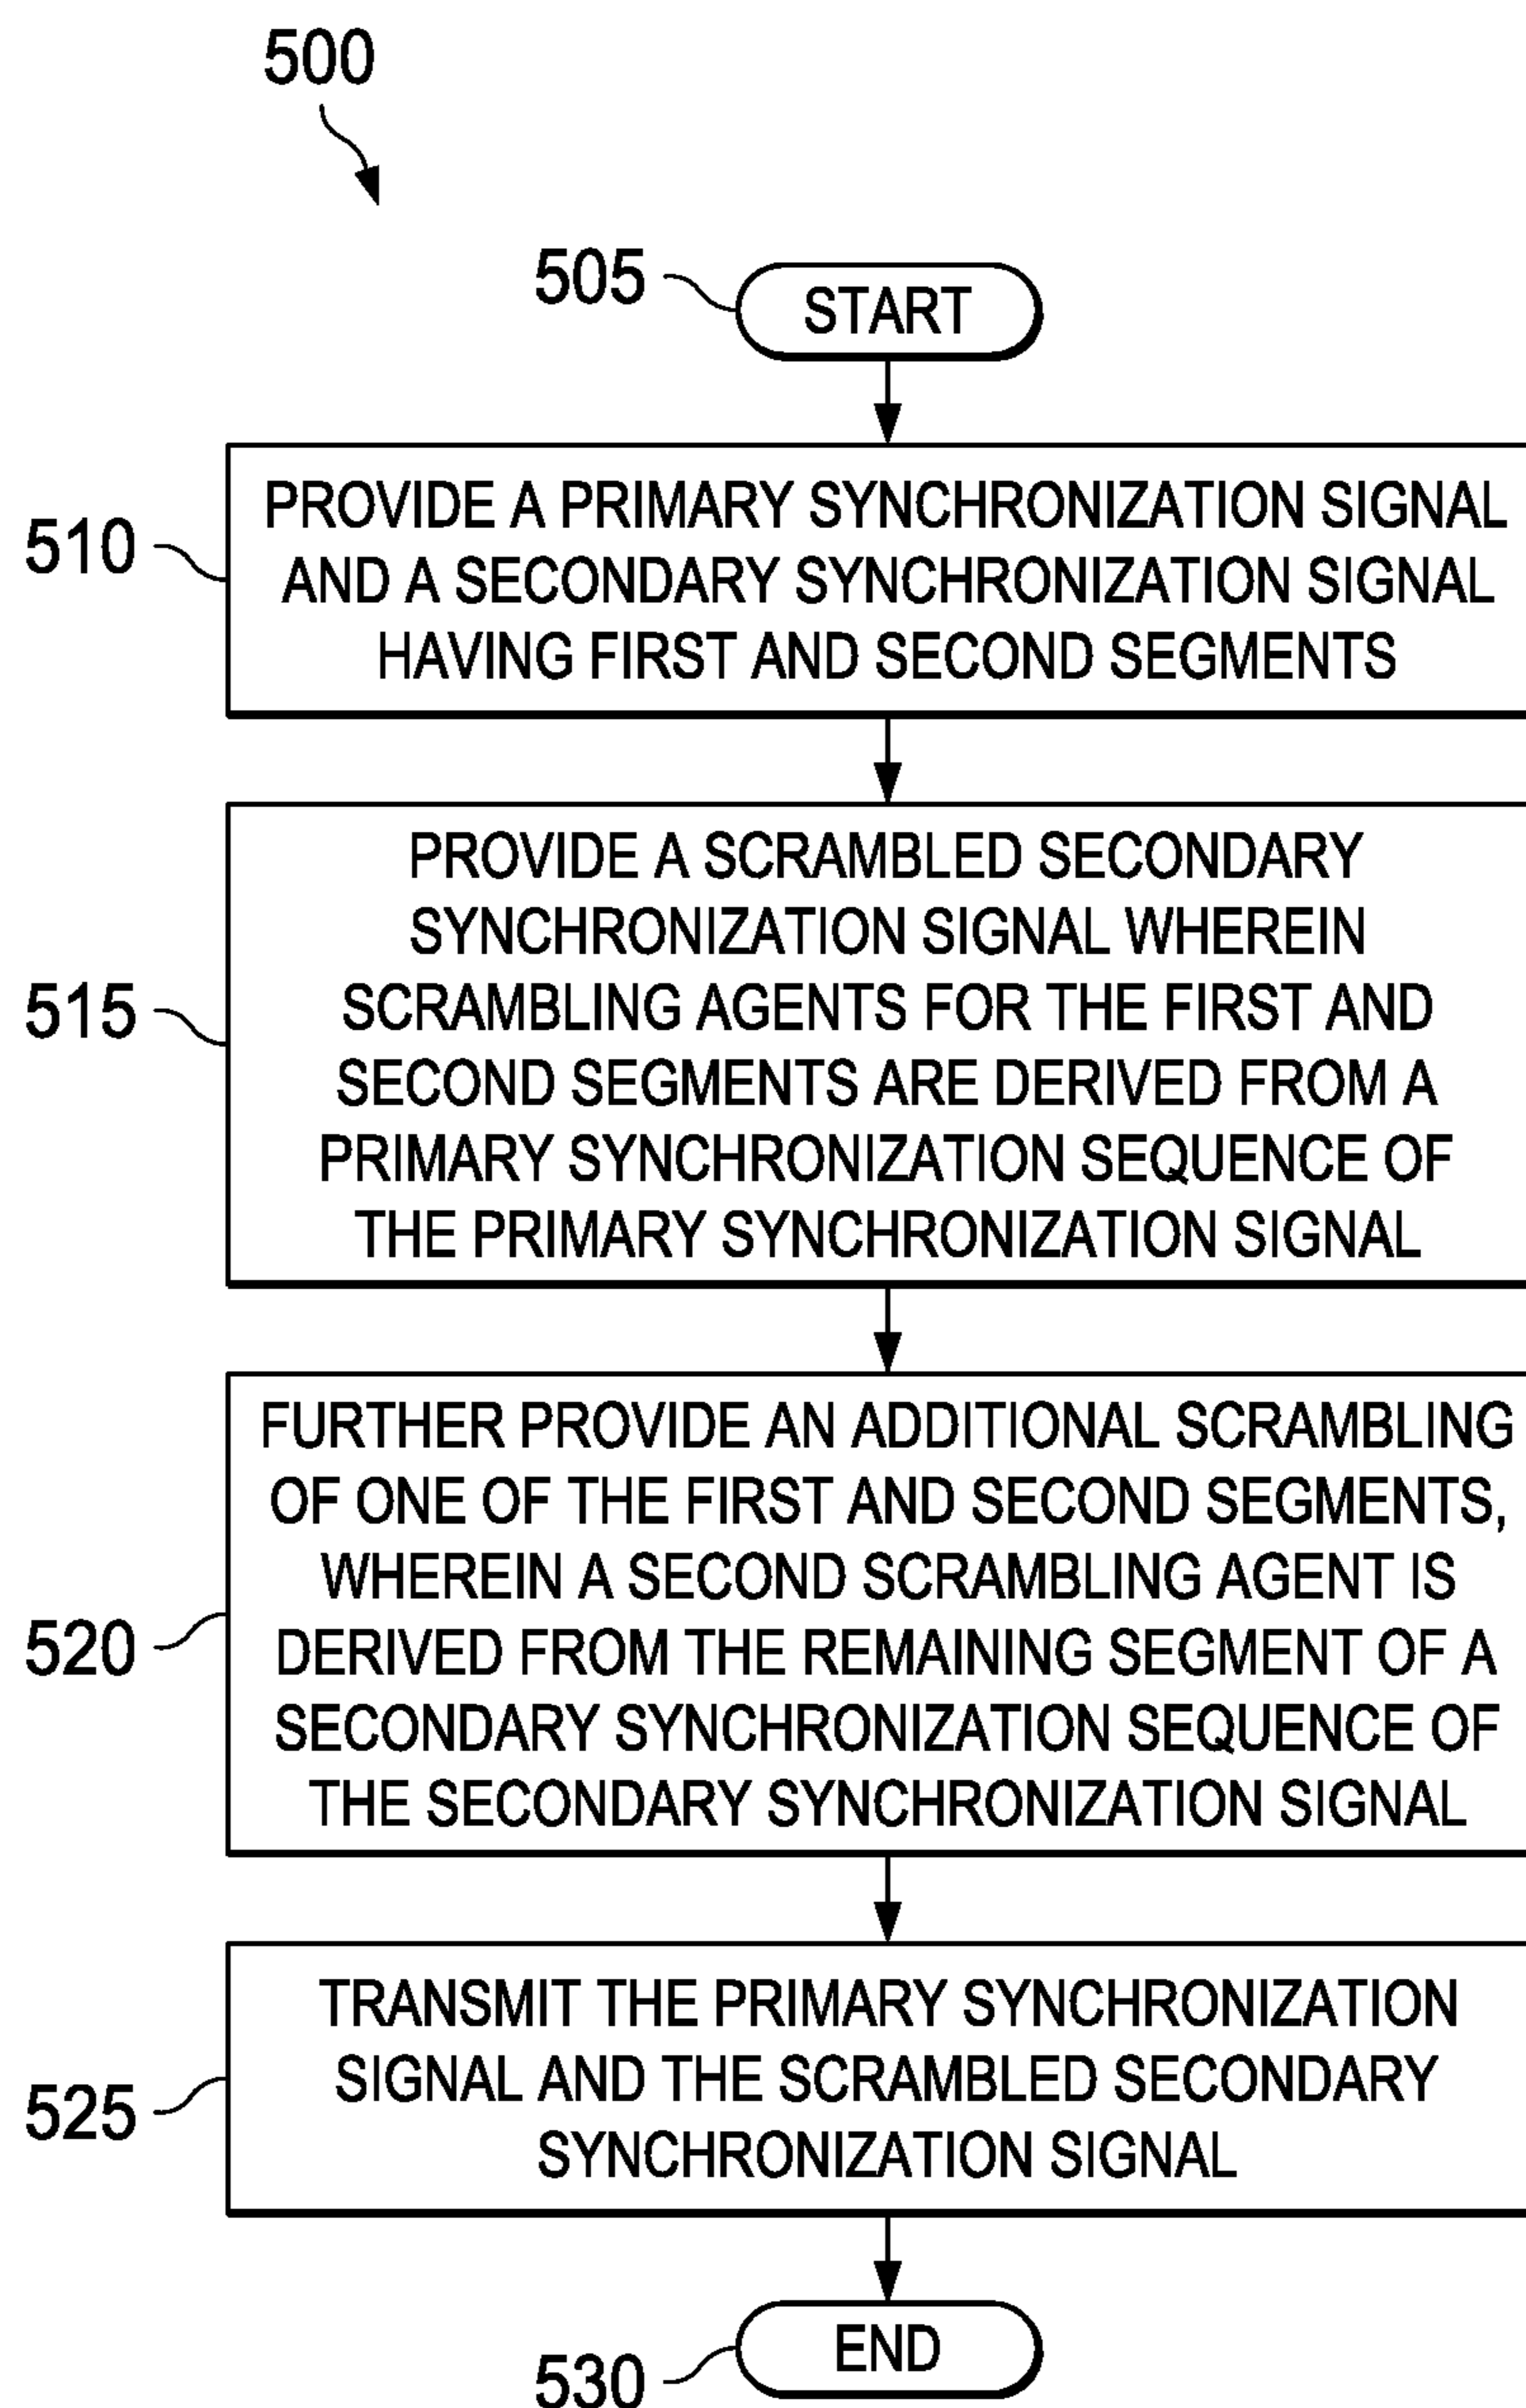 500
505
START
510
PROVIDE A PRIMARY SYNCHRONIZATION SIGNAL
AND A SECONDARY SYNCHRONIZATION SIGNAL
HAVING FIRST AND SECOND SEGMENTS
515
PROVIDE A SCRAMBLED SECONDARY
SYNCHRONIZATION SIGNAL WHEREIN
SCRAMBLING AGENTS FOR THE FIRST AND
SECOND SEGMENTS ARE DERIVED FROM A
PRIMARY SYNCHRONIZATION SEQUENCE OF
THE PRIMARY SYNCHRONIZATION SIGNAL
520
FURTHER PROVIDE AN ADDITIONAL SCRAMBLING
OF ONE OF THE FIRST AND SECOND SEGMENTS,
WHEREIN A SECOND SCRAMBLING AGENT IS
DERIVED FROM THE REMAINING SEGMENT OF A
SECONDARY SYNCHRONIZATION SEQUENCE OF
THE SECONDARY SYNCHRONIZATION SIGNAL
525
TRANSMIT THE PRIMARY SYNCHRONIZATION
SIGNAL AND THE SCRAMBLED SECONDARY
SYNCHRONIZATION SIGNAL
530
END